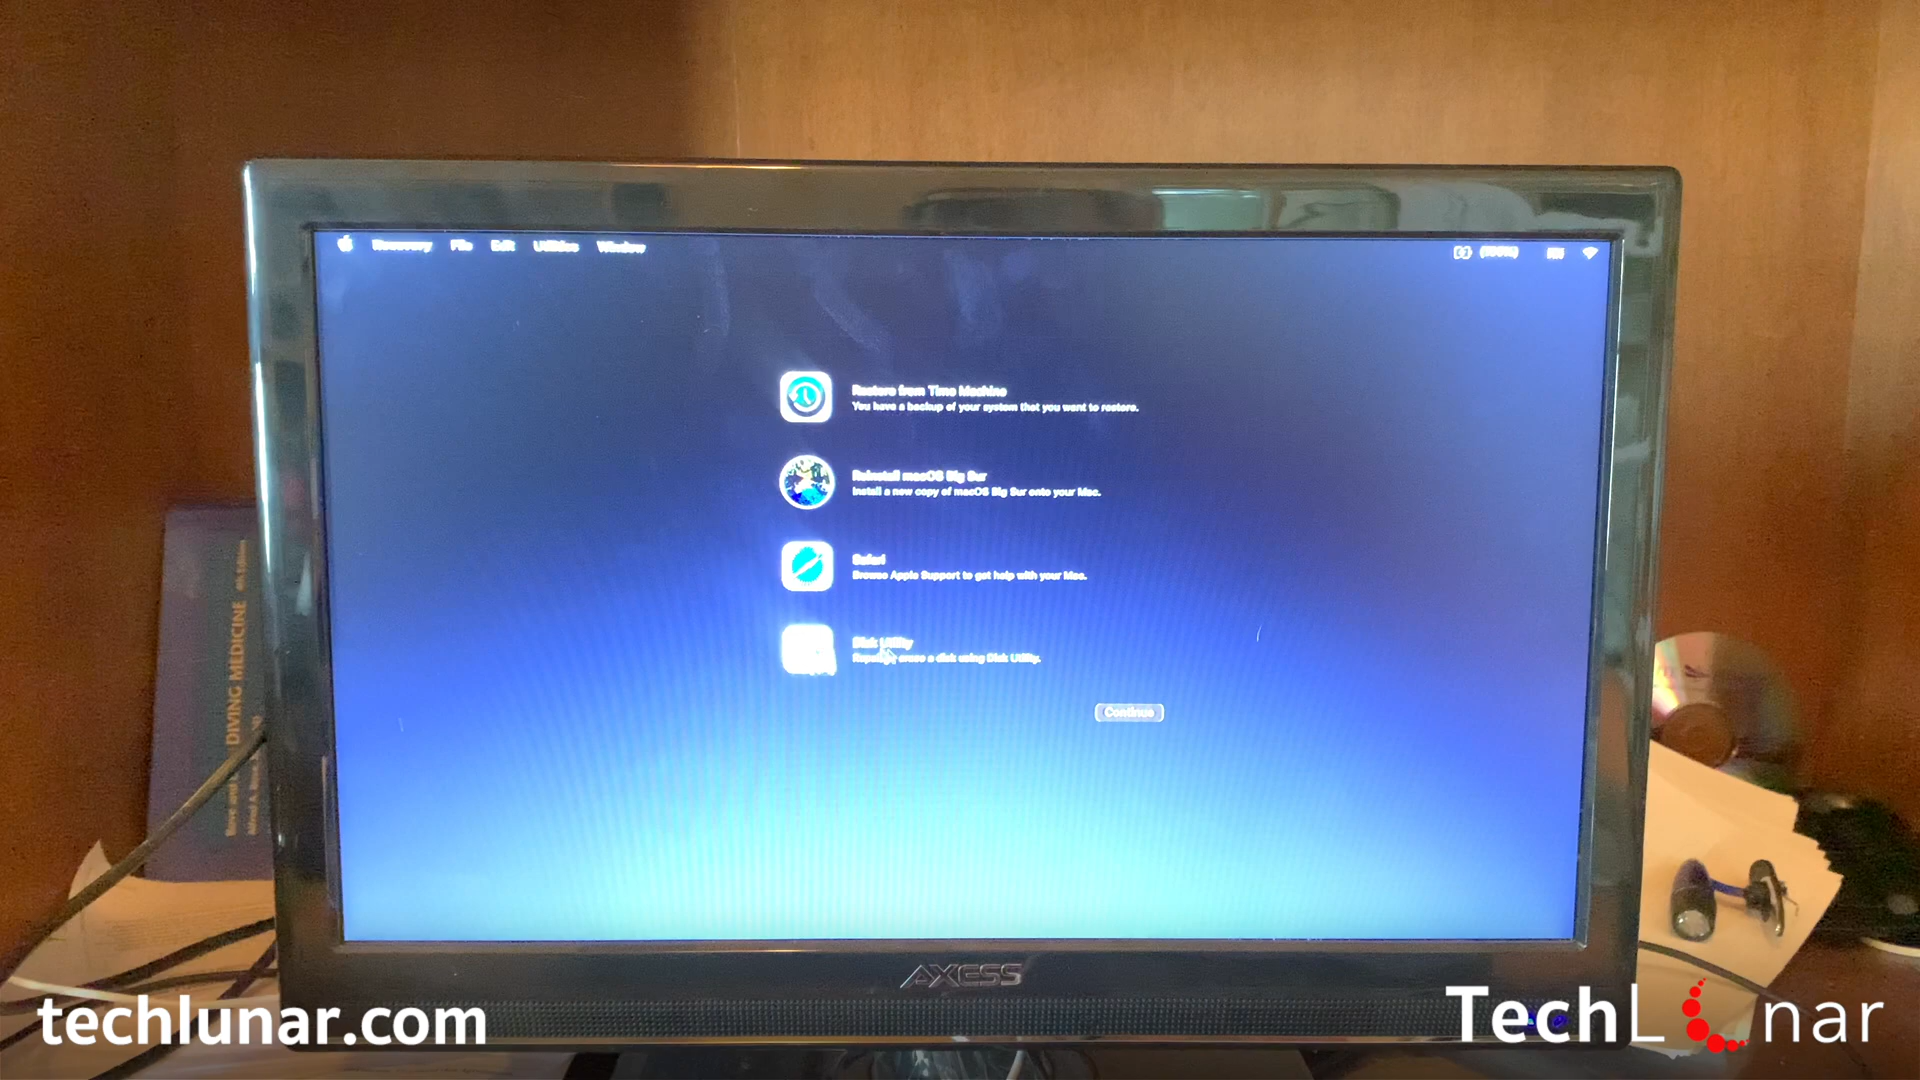 Recovery File Edit Utilities Window
Restore from Time Machine
You have a backup of your system that you want to restore.
Reinstall macOS Big Sur
Install a new copy of macOS Big Sur onto your Mac.
Safari
Browse Apple Support to get help with your Mac.
Disk Utility
erase a disk using Disk Utility.
Continue
DIVING MEDICINE
AXESS
techlunar.com
TechLunar